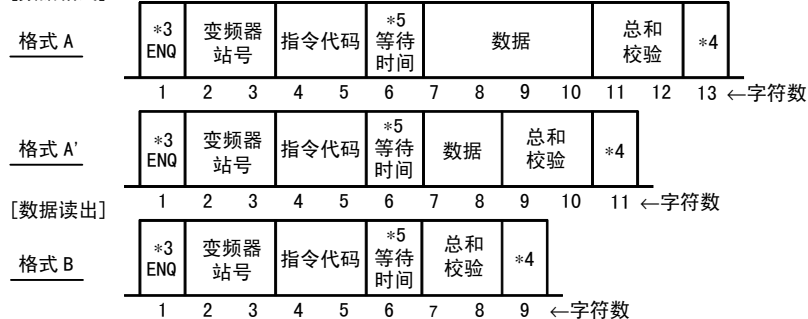 格式 A
*3 ENQ 变频器站号 指令代码 *5 等待时间 数据 总和校验 *4
1 2 3 4 5 6 7 8 9 10 11 12 13 ←字符数
格式 A'
*3 ENQ 变频器站号 指令代码 *5 等待时间 数据 总和校验 *4
1 2 3 4 5 6 7 8 9 10 11 ←字符数
[数据读出]
格式 B
*3 ENQ 变频器站号 指令代码 *5 等待时间 总和校验 *4
1 2 3 4 5 6 7 8 9 ←字符数